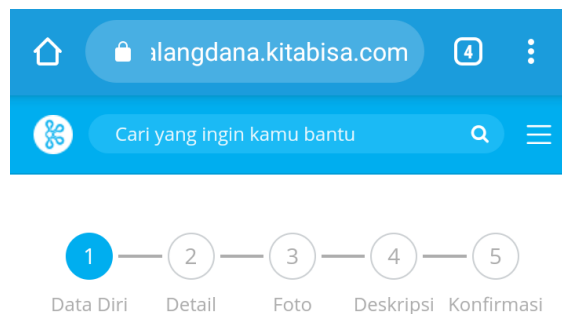 alangdana.kitabisa.com 4
Cari yang ingin kamu bantu
1 2 3 4 5
Data Diri Detail Foto Deskripsi Konfirmasi